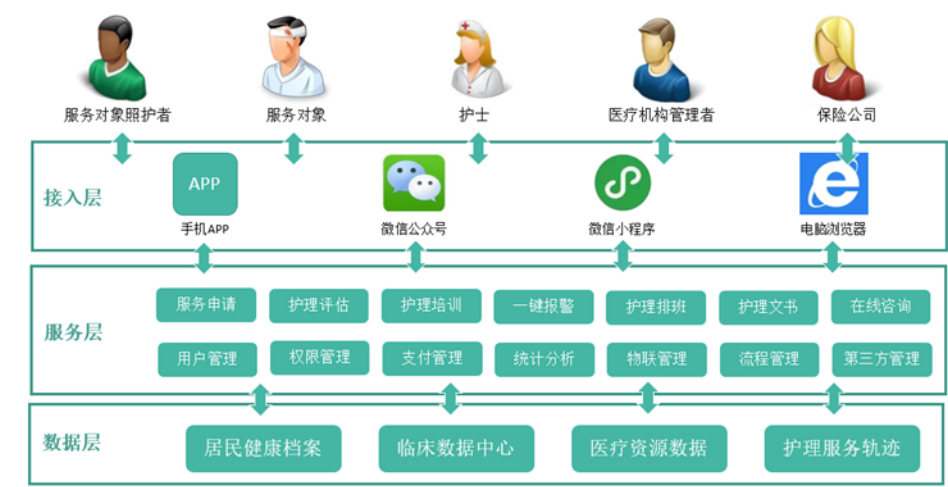 服务对象照护者 服务对象 护士 医疗机构管理者 保险公司
接入层
APP
手机APP 微信公众号 微信小程序 电脑浏览器
服务层
服务申请 护理评估 护理培训 一键报警 护理排班 护理文书 在线咨询
用户管理 权限管理 支付管理 统计分析 物联管理 流程管理 第三方管理
数据层
居民健康档案 临床数据中心 医疗资源数据 护理服务轨迹